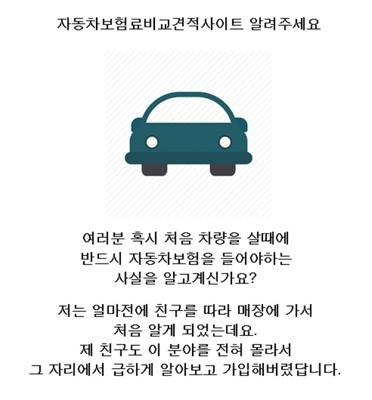 자동차보험료비교견적사이트 알려주세요
여러분 혹시 처음 차량을 살때에
반드시 자동차보험을 들어야하는
사실을 알고계신가요?
저는 얼마전에 친구를 따라 매장에 가서
처음 알게 되었는데요.
제 친구도 이 분야를 전혀 몰라서
그 자리에서 급하게 알아보고 가입해버렸답니다.